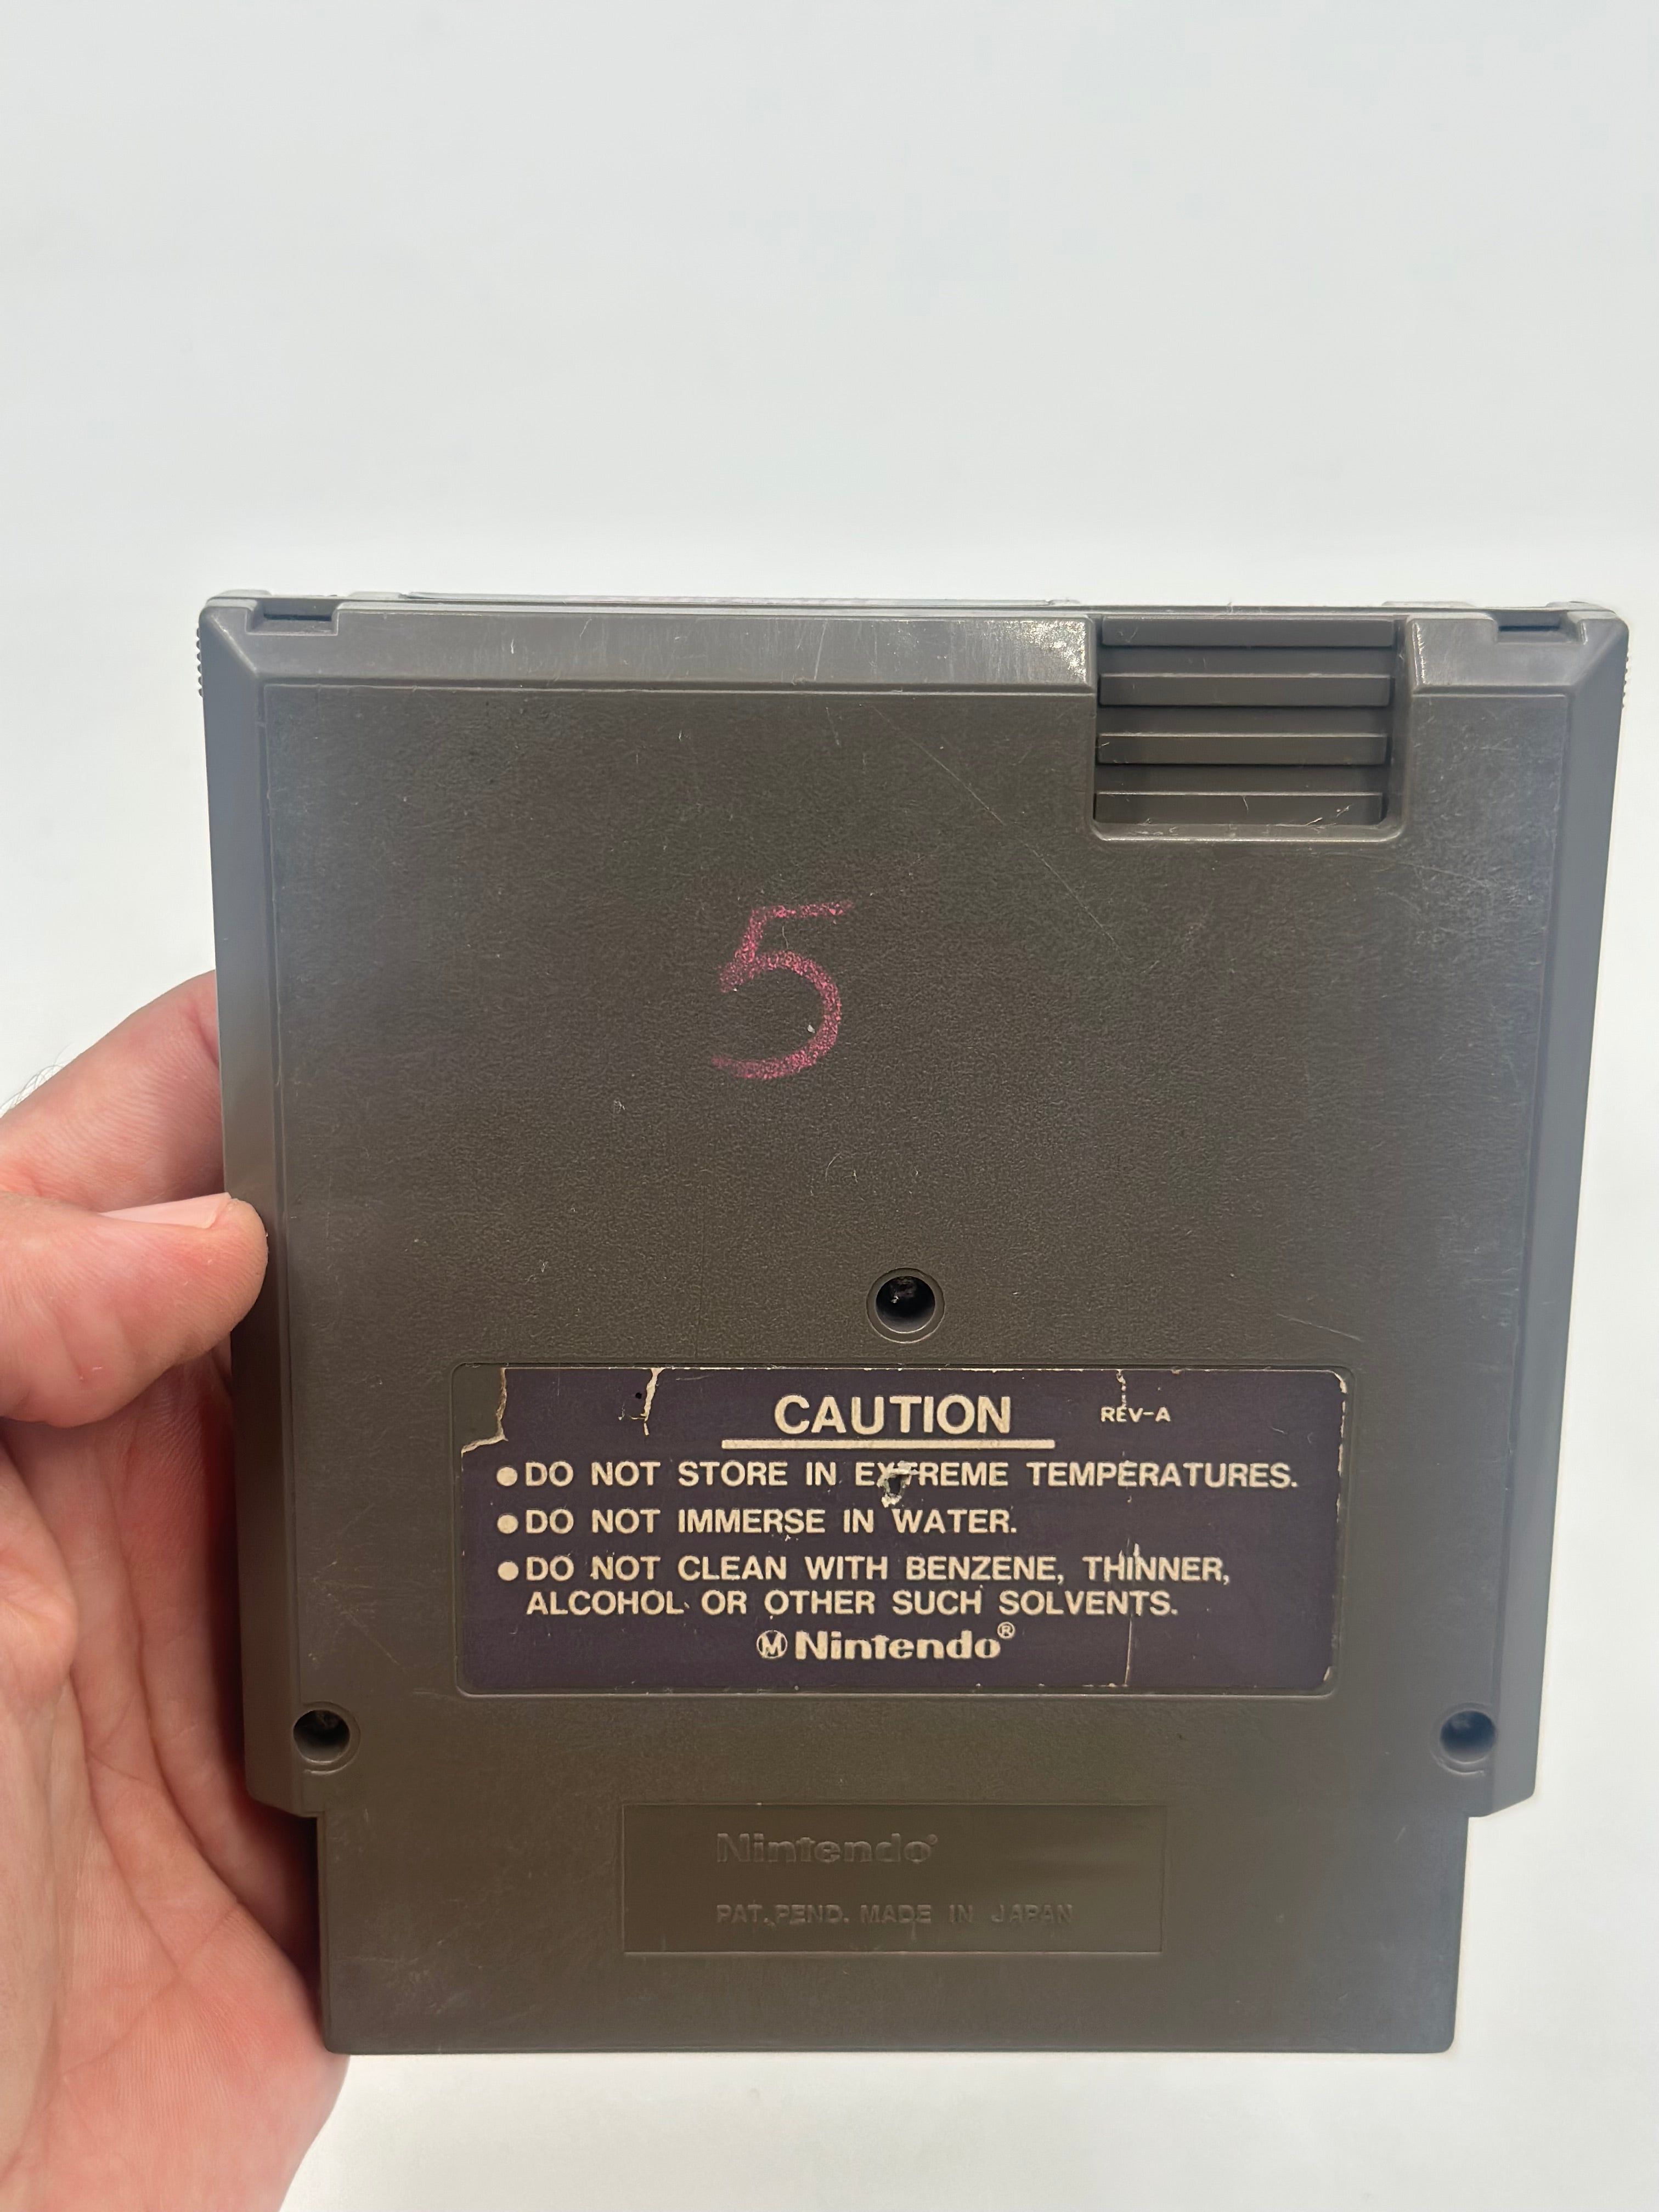 5
CAUTION REV-A
●DO NOT STORE IN EXTREME TEMPERATURES.
●DO NOT IMMERSE IN WATER.
●DO NOT CLEAN WITH BENZENE, THINNER,
ALCOHOL OR OTHER SUCH SOLVENTS.
Ⓜ Nintendo®
Nintendo®
PAT. PEND. MADE IN JAPAN